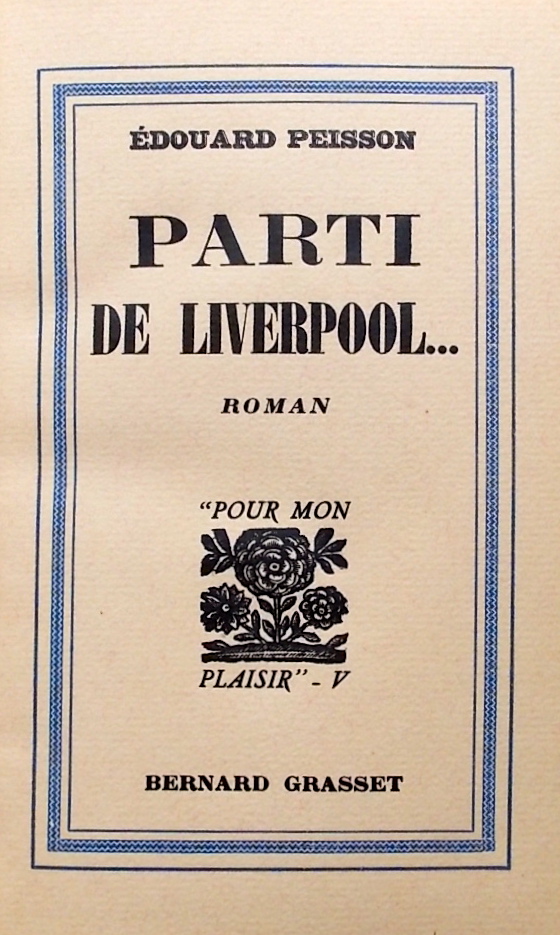 ÉDOUARD PEISSON
PARTI
DE LIVERPOOL...
ROMAN
“POUR MON
PLAISIR” - V
BERNARD GRASSET